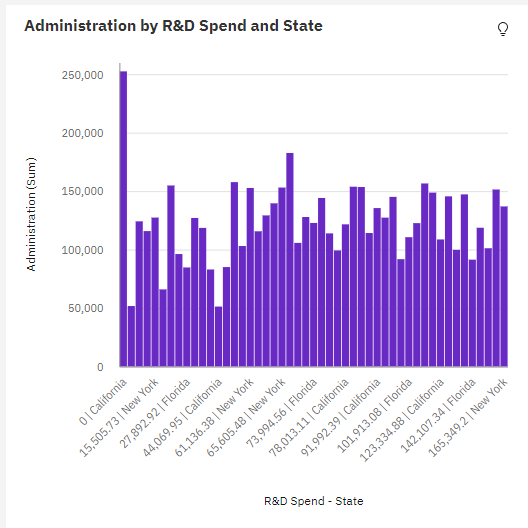 Administration by R&D Spend and State
250,000
200,000
150,000
100,000
50,000
0
Administration (Sum)
0 | California
15,505.73 | New York
27,892.92 | Florida
44,069.95 | California
61,136.38 | New York
65,605.48 | New York
73,994.56 | Florida
78,013.11 | California
91,992.39 | California
101,913.08 | Florida
123,334.88 | California
142,107.34 | Florida
165,349.2 | New York
R&D Spend - State